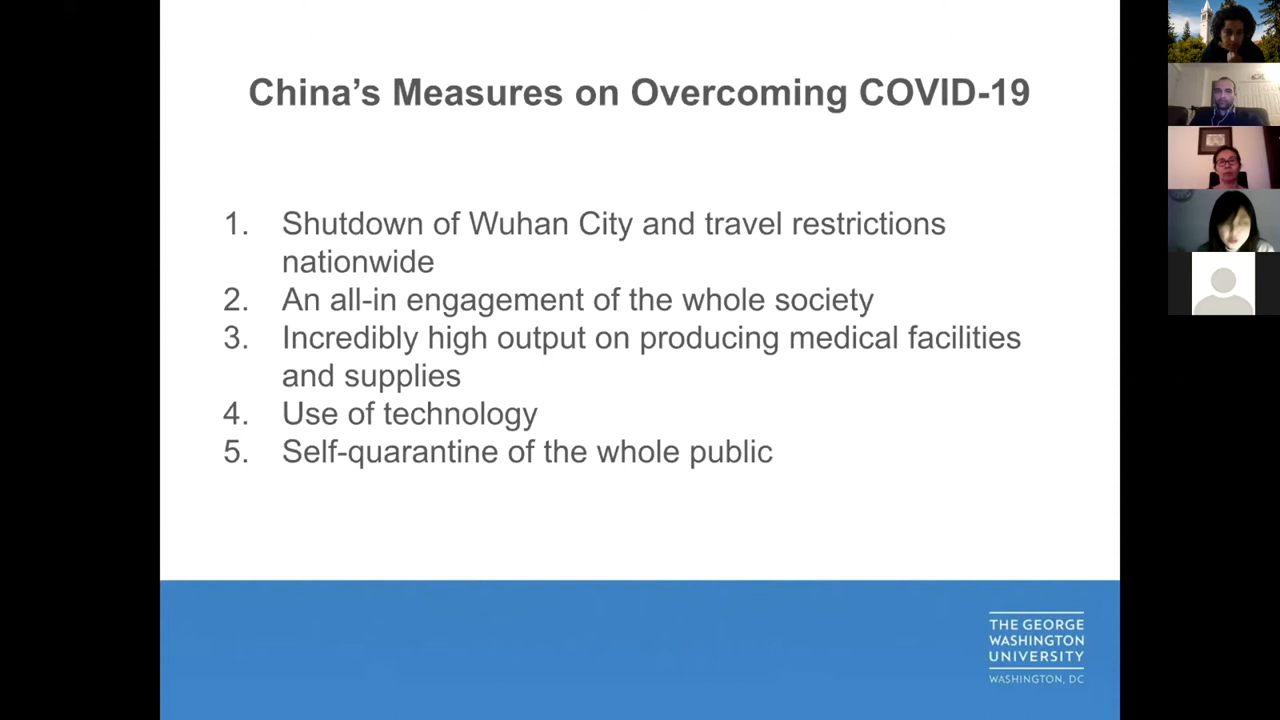 China's Measures on Overcoming COVID-19
1. Shutdown of Wuhan City and travel restrictions
nationwide
2. An all-in engagement of the whole society
3. Incredibly high output on producing medical facilities
and supplies
4. Use of technology
5. Self-quarantine of the whole public
THE GEORGE
WASHINGTON
UNIVERSITY
WASHINGTON, DC